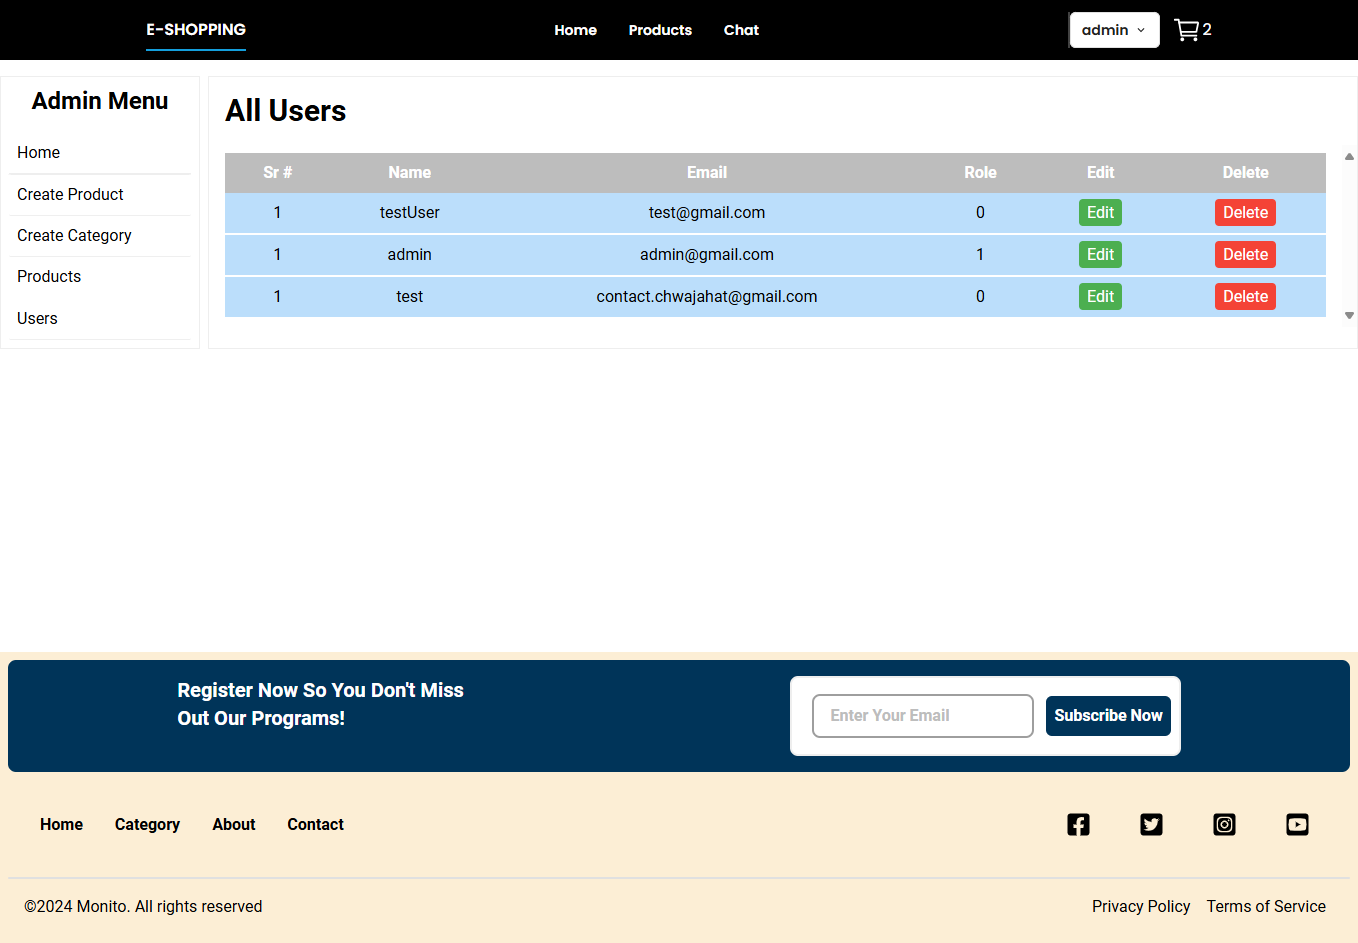 E-SHOPPING
Home Products Chat
admin
2
Admin Menu
Home
Create Product
Create Category
Products
Users
All Users
Sr # Name Email Role Edit Delete
1 testUser test@gmail.com 0 Edit Delete
1 admin admin@gmail.com 1 Edit Delete
1 test contact.chwajahat@gmail.com 0 Edit Delete
Register Now So You Don't Miss
Out Our Programs!
Enter Your Email
Subscribe Now
Home Category About Contact
©2024 Monito. All rights reserved
Privacy Policy Terms of Service